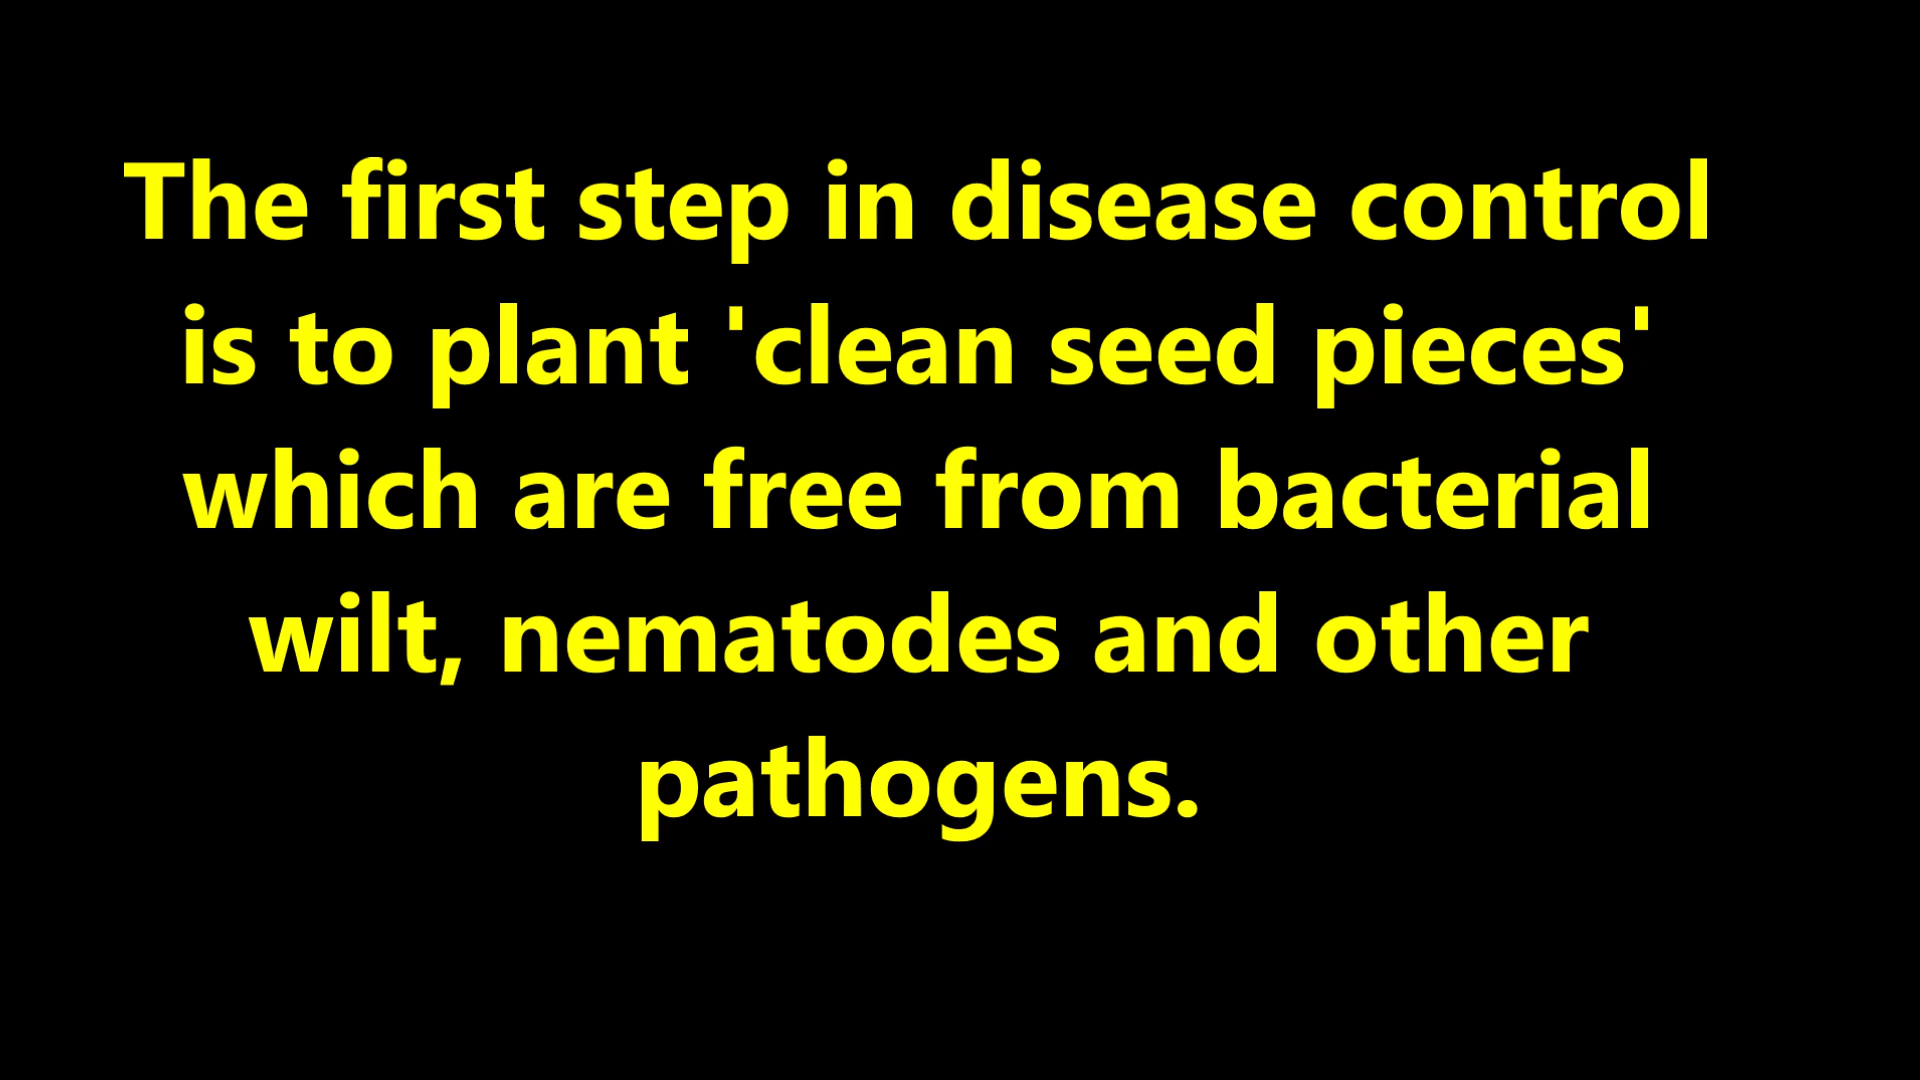 The first step in disease control
is to plant 'clean seed pieces'
which are free from bacterial
wilt, nematodes and other
pathogens.